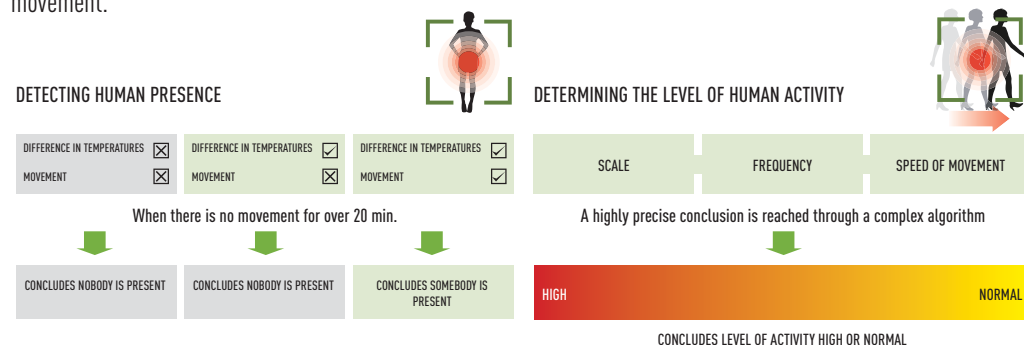 movement.
DETECTING HUMAN PRESENCE
DIFFERENCE IN TEMPERATURES
MOVEMENT
DIFFERENCE IN TEMPERATURES
MOVEMENT
DIFFERENCE IN TEMPERATURES
MOVEMENT
When there is no movement for over 20 min.
CONCLUDES NOBODY IS PRESENT
CONCLUDES NOBODY IS PRESENT
CONCLUDES SOMEBODY IS
PRESENT
DETERMINING THE LEVEL OF HUMAN ACTIVITY
SCALE
FREQUENCY
SPEED OF MOVEMENT
A highly precise conclusion is reached through a complex algorithm
HIGH
NORMAL
CONCLUDES LEVEL OF ACTIVITY HIGH OR NORMAL